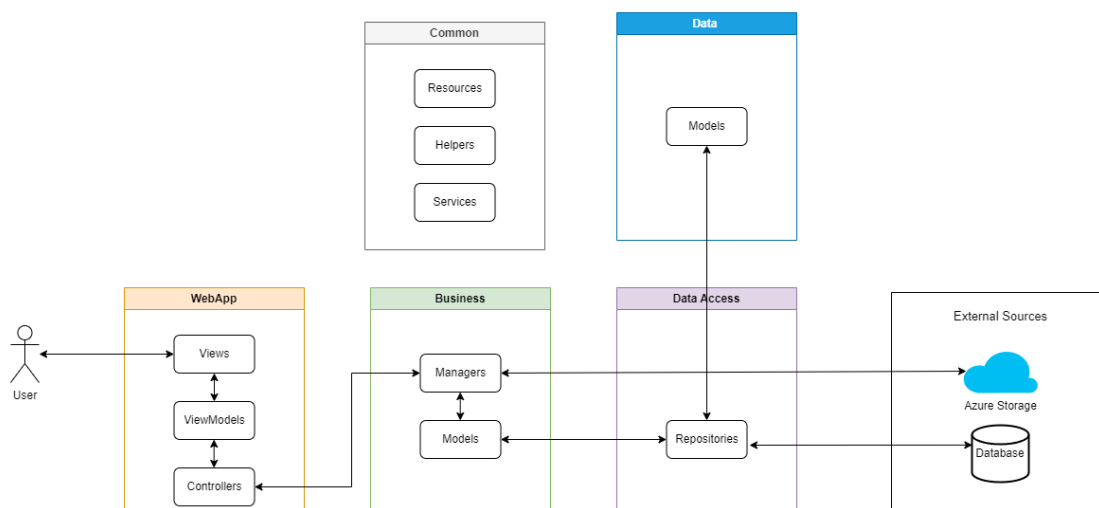 Common
Resources
Helpers
Services
Data
Models
WebApp
Views
ViewModels
Controllers
User
Business
Managers
Models
Data Access
Repositories
External Sources
Azure Storage
Database